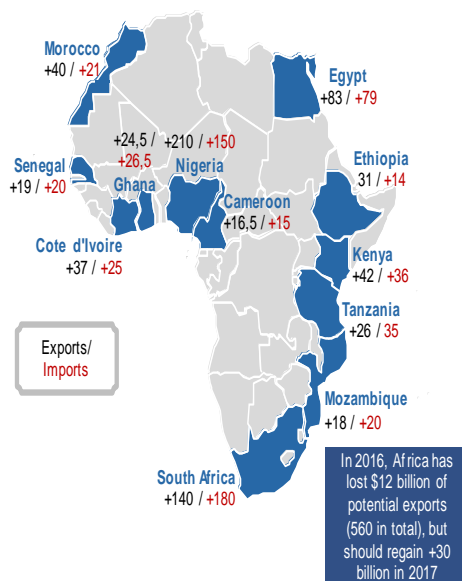 Morocco
+40 / +21
Egypt
+83 / +79
+24,5 / +210 / +150
+26,5
Nigeria
Ghana
Senegal
+19 / +20
Ethiopia
31 / +14
Cameroon
+16,5 / +15
Cote d'Ivoire
+37 / +25
Kenya
+42 / +36
Tanzania
+26 / 35
Exports/
Imports
Mozambique
+18 / +20
South Africa
+140 / +180
In 2016, Africa has
lost $12 billion of
potential exports
(560 in total), but
should regain +30
billion in 2017